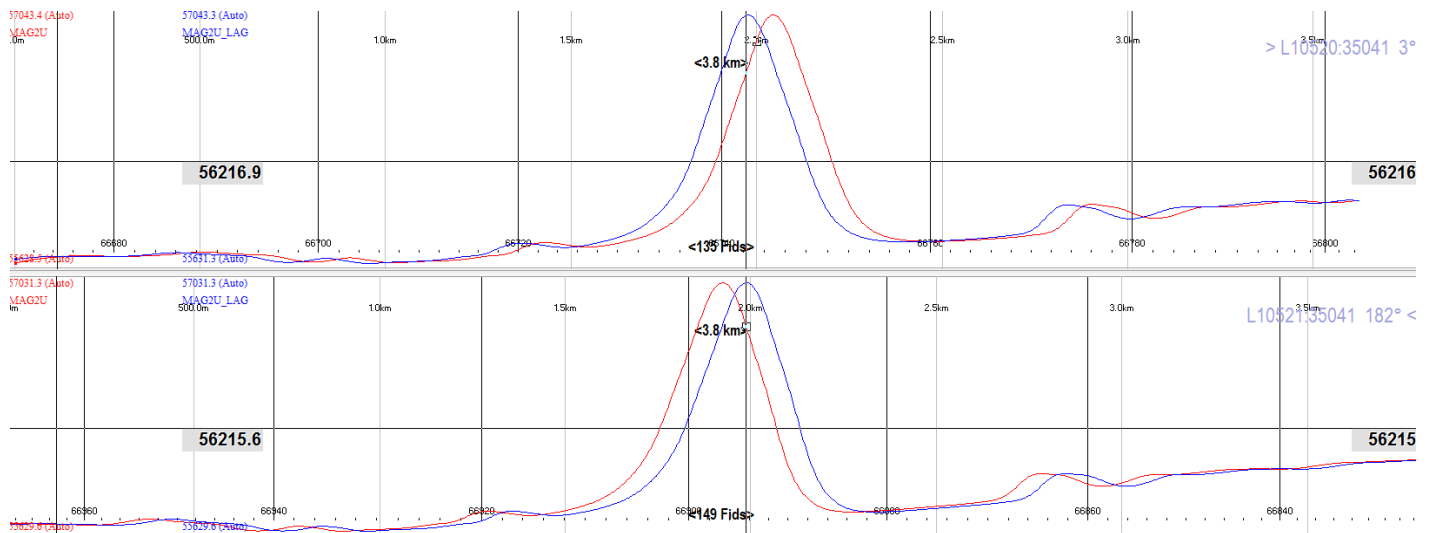 57043.4 (Auto) 57043.3 (Auto)
MAG2U MAG2U_LAG
500.0m 1.0km 1.5km 2.5km 3.0km 3.5km
> L10520:35041 3°
<3.8 km>
56216.9 56216
66680 66700 66720 66760 66780 66800
<135 Fids>
55631.3 (Auto)
57031.3 (Auto) 57031.3 (Auto)
MAG2U MAG2U_LAG
500.0m 1.0km 1.5km 2.0km 2.5km 3.0km 3.5km
L10521:35041 182° <
<3.8 km>
56215.6 56215
66960 66940 66920 66860 66840
<149 Fids>
55629.6 (Auto) 55629.6 (Auto)